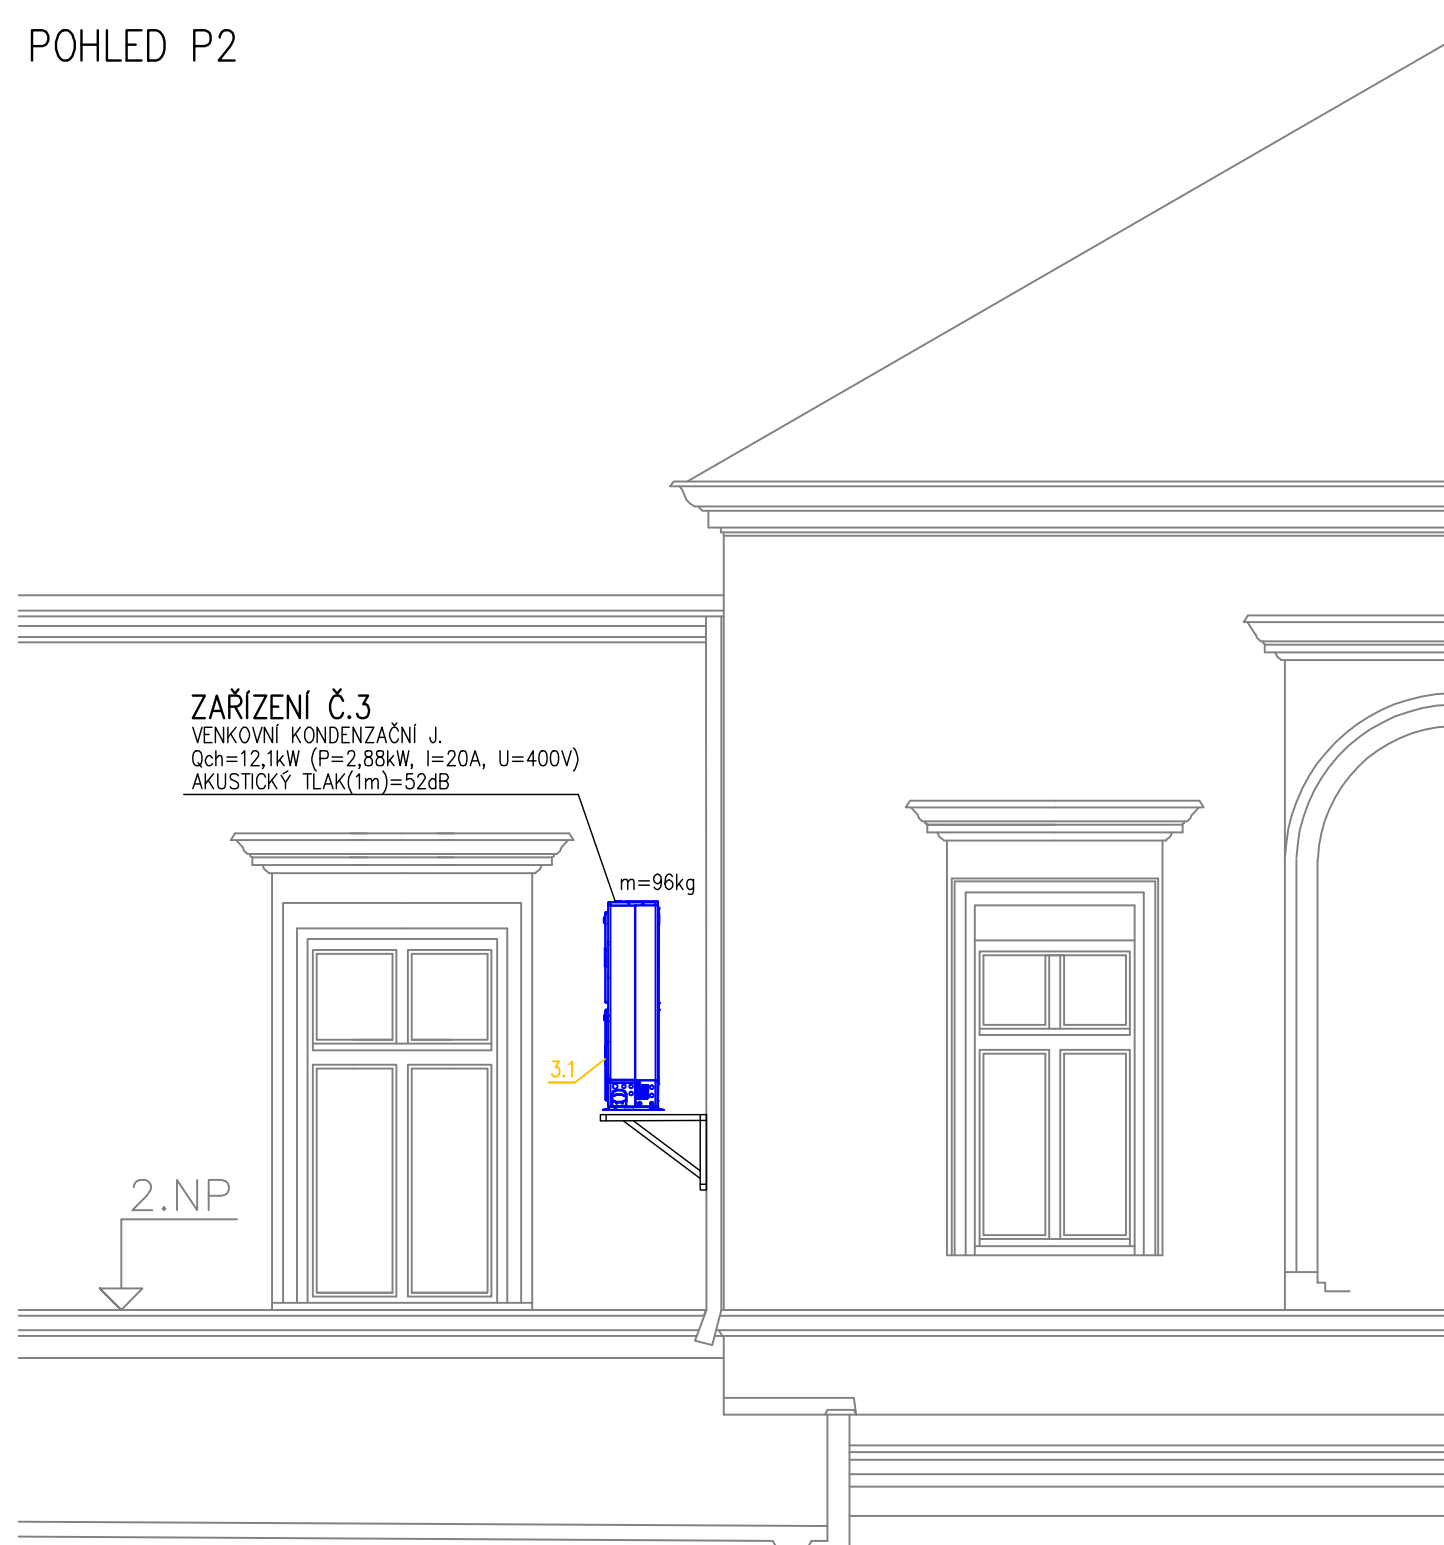 POHLED P2
ZAŘÍZENÍ Č.3
VENKOVNÍ KONDENZAČNÍ J.
Qch=12,1kW (P=2,88kW, I=20A, U=400V)
AKUSTICKÝ TLAK(1m)=52dB
m=96kg
3.1
2.NP